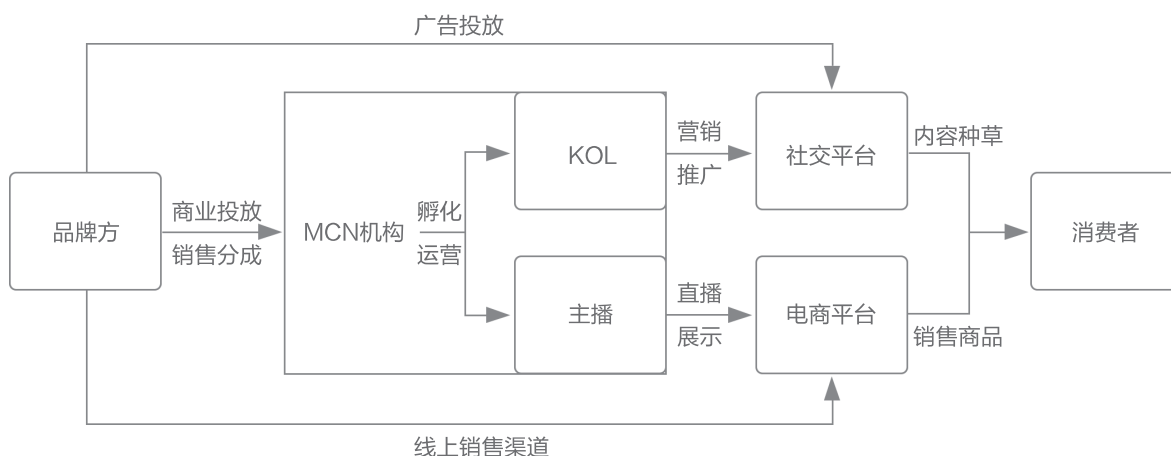 广告投放
品牌方
商业投放
销售分成
MCN机构
孵化
运营
KOL
主播
营销
推广
直播
展示
社交平台
电商平台
内容种草
销售商品
消费者
线上销售渠道